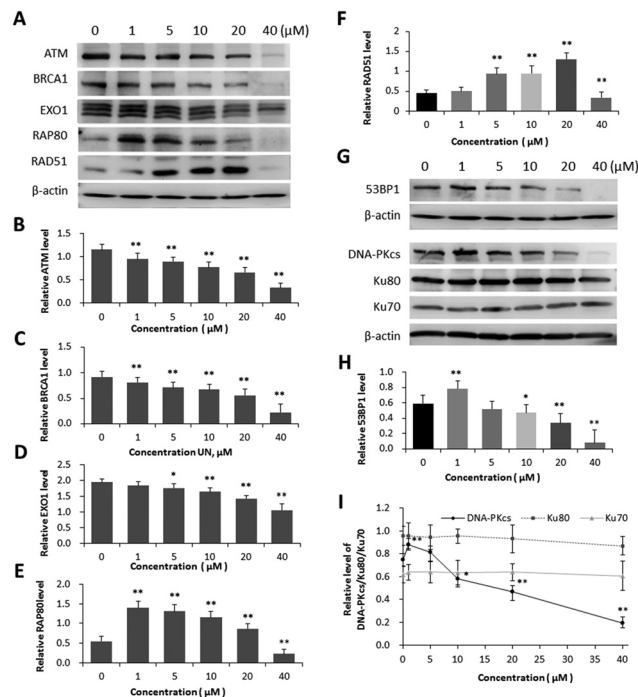 A
0 1 5 10 20 40 (μM)
ATM
BRCA1
EXO1
RAP80
RAD51
β-actin
B
Relative ATM level
1.5
1.0
0.5
0.0
** ** ** ** **
0 1 5 10 20 40
Concentration ( μM )
C
Relative BRCA1 level
1.5
1.0
0.5
0.0
** ** ** ** **
0 1 5 10 20 40
Concentration UN, μM
D
Relative EXO1 level
2.5
2.0
1.5
1.0
0.5
0.0
* ** ** **
0 1 5 10 20 40
Concentration ( μM )
E
Relative RAP80level
2.0
1.5
1.0
0.5
0.0
** ** ** ** **
0 1 5 10 20 40
Concentration ( μM )
F
Relative RAD51 level
2
1.5
1
0.5
0
** ** ** **
0 1 5 10 20 40
Concentration ( μM )
G
0 1 5 10 20 40 (μM)
53BP1
β-actin
DNA-PKcs
Ku80
Ku70
β-actin
H
Relative 53BP1 level
1.0
0.8
0.6
0.4
0.2
0.0
** * ** **
0 1 5 10 20 40
Concentration ( μM )
I
DNA-PKcs Ku80 Ku70
Relative level of
DNA-PKcs/Ku80/Ku70
1.2
1.0
0.8
0.6
0.4
0.2
0.0
** * ** **
0 5 10 15 20 25 30 35 40
Concentration ( μM )